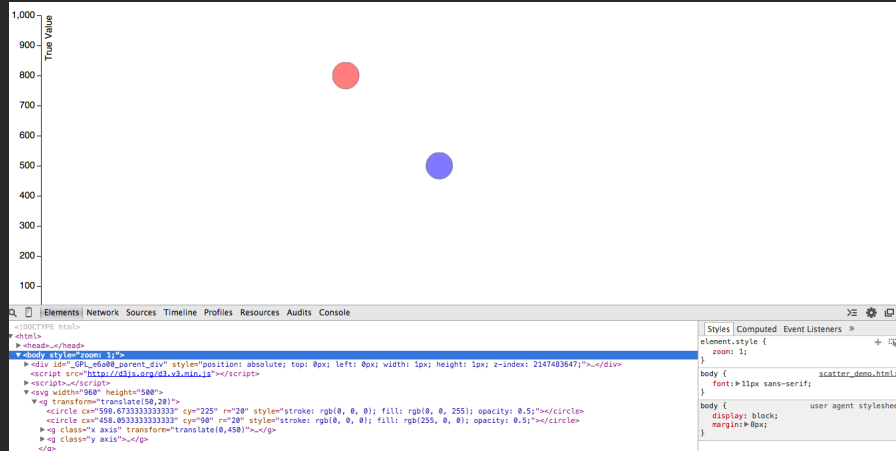 1,000
True Value
900
800
700
600
500
400
300
200
100
Elements Network Sources Timeline Profiles Resources Audits Console
<!DOCTYPE html>
▼<html>
▶<head>…</head>
▼<body style="zoom: 1;">
▶<div id="_GPL_e6a00_parent_div" style="position: absolute; top: 0px; left: 0px; width: 1px; height: 1px; z-index: 2147483647;">…</div>
<script src="http://d3js.org/d3.v3.min.js"></script>
▶<script>…</script>
▼<svg width="960" height="500">
▼<g transform="translate(50,20)">
<circle cx="598.6733333333333" cy="225" r="20" style="stroke: rgb(0, 0, 0); fill: rgb(0, 0, 255); opacity: 0.5;"></circle>
<circle cx="458.0533333333333" cy="90" r="20" style="stroke: rgb(0, 0, 0); fill: rgb(255, 0, 0); opacity: 0.5;"></circle>
▶<g class="x axis" transform="translate(0,450)">…</g>
▶<g class="y axis">…</g>
</g>
Styles Computed Event Listeners »
element.style {
zoom: 1;
}
body { scatter_demo.html:
font:▶11px sans-serif;
}
body { user agent styleshee
display: block;
margin:▶8px;
}